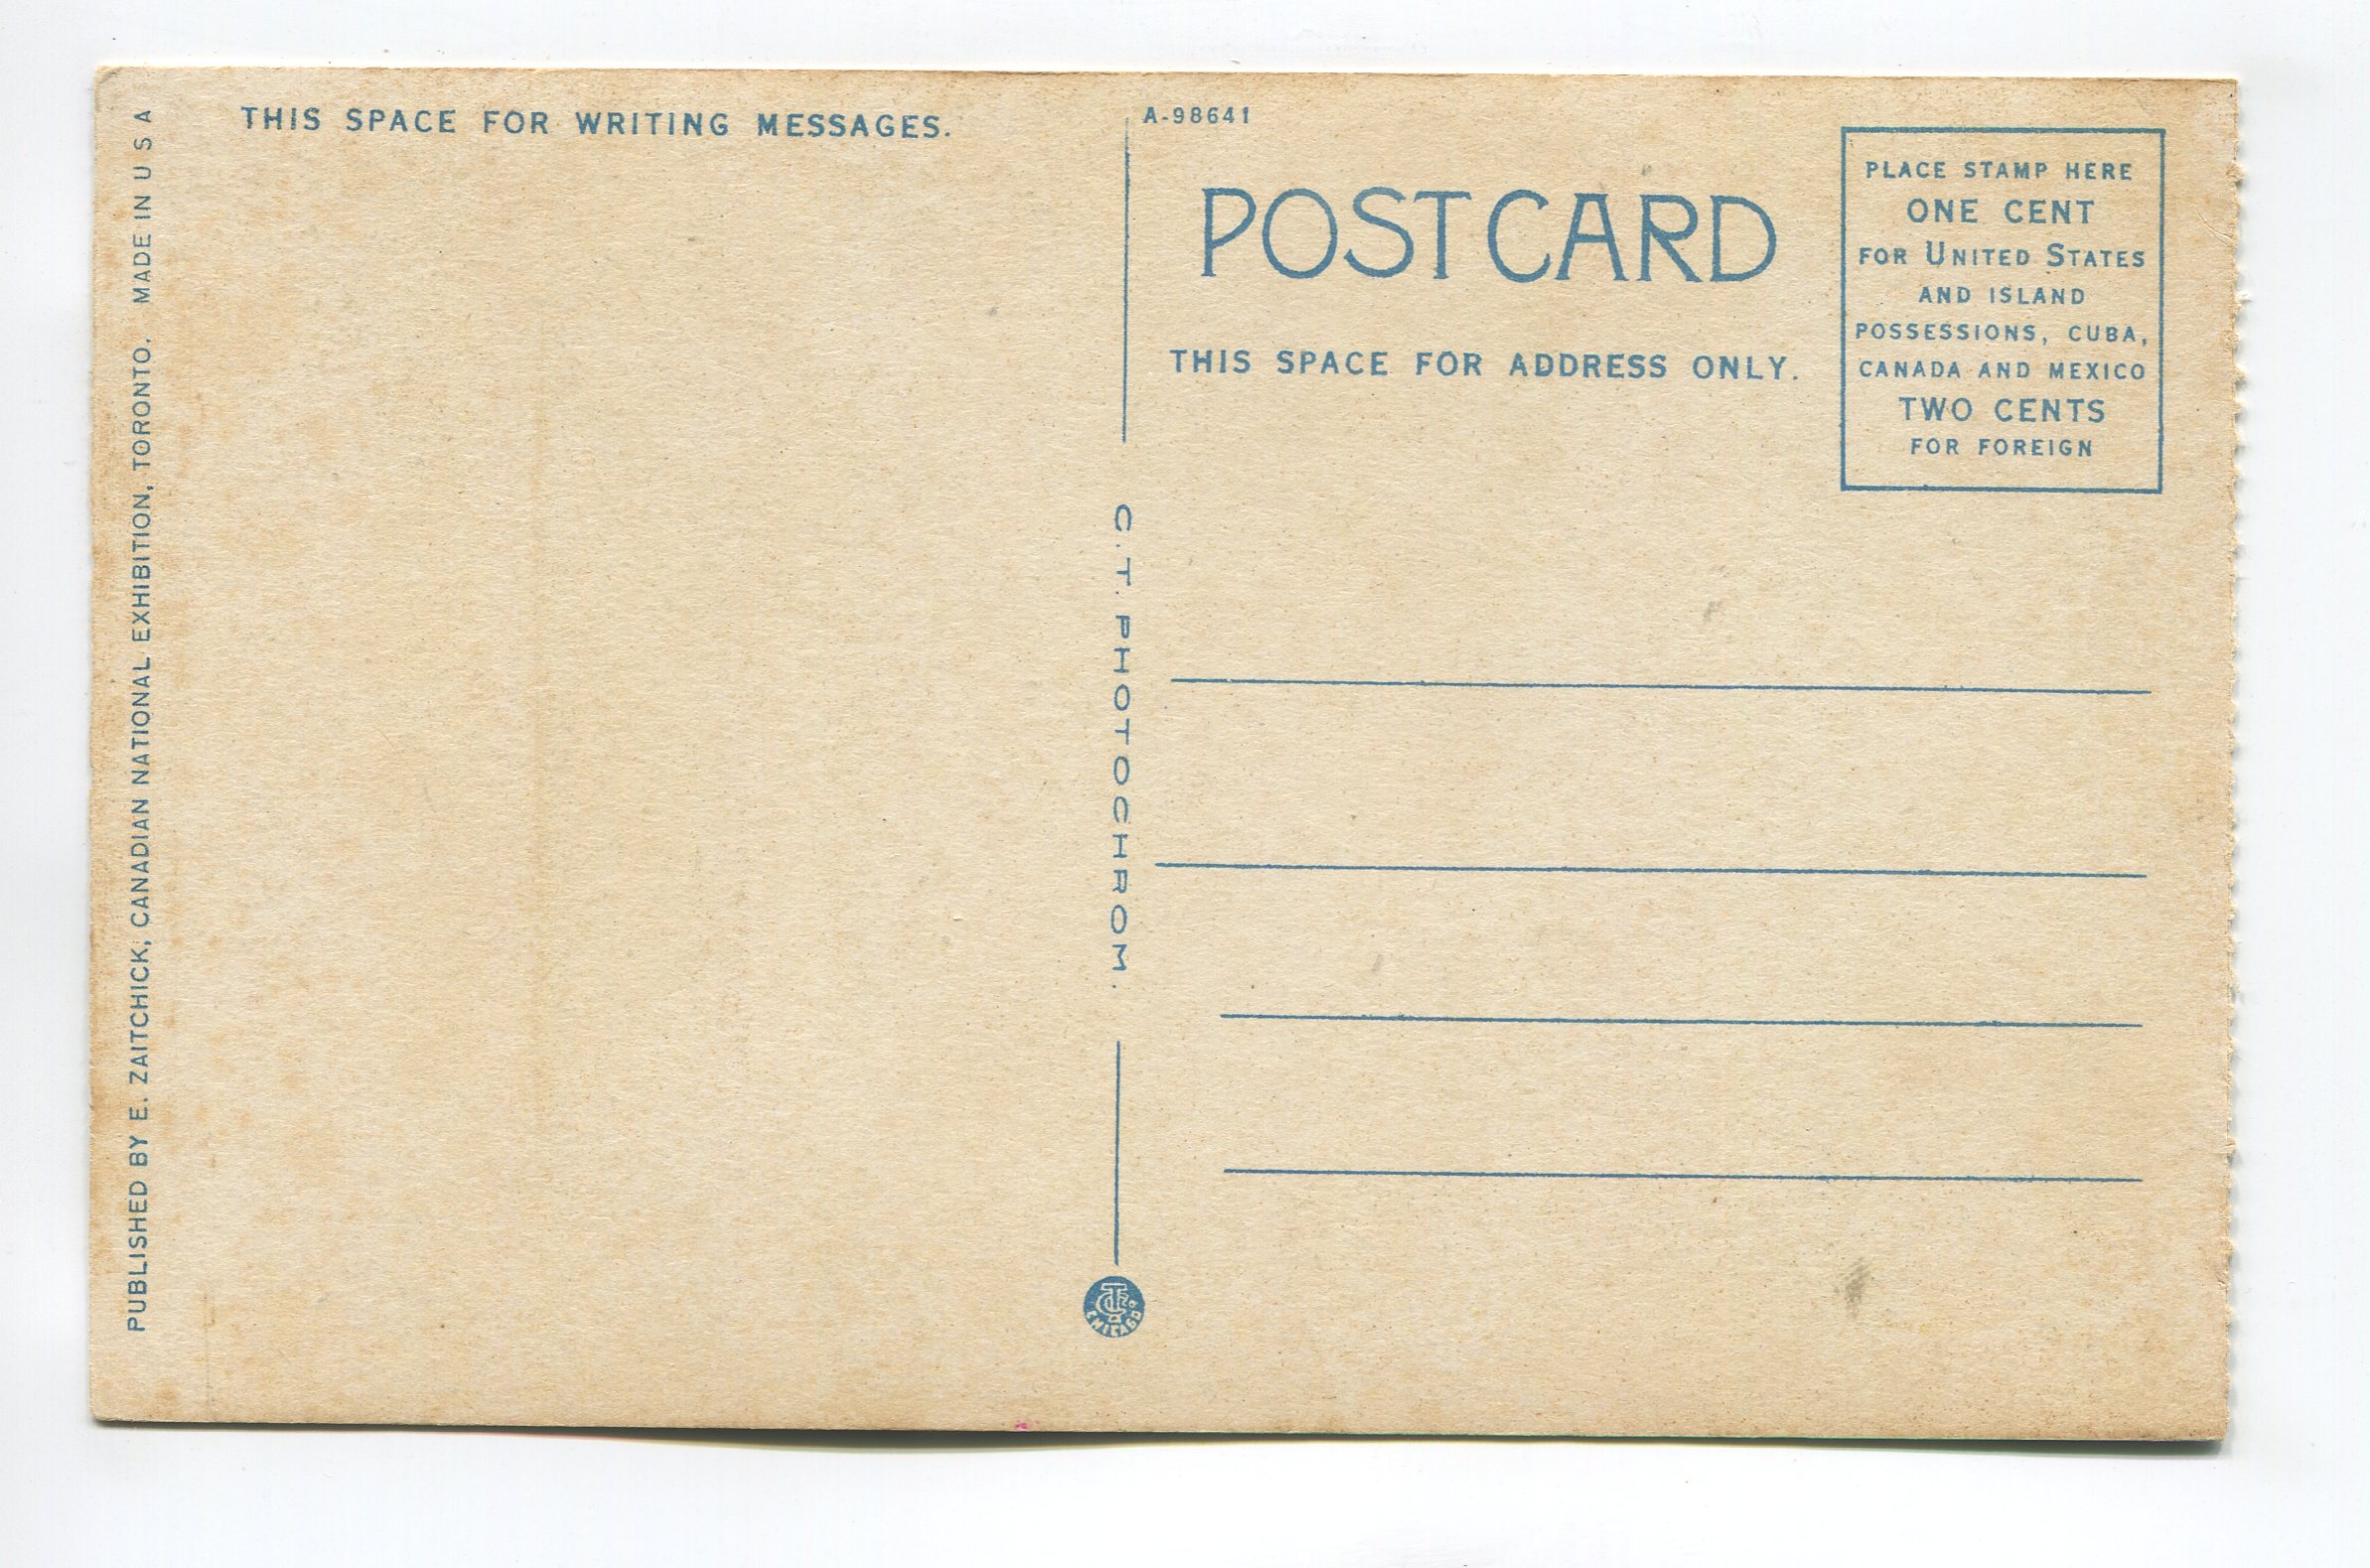 PUBLISHED BY E. ZAITCHICK, CANADIAN NATIONAL EXHIBITION, TORONTO. MADE IN U S A
THIS SPACE FOR WRITING MESSAGES.
A-98641
POST CARD
THIS SPACE FOR ADDRESS ONLY.
PLACE STAMP HERE
ONE CENT
FOR UNITED STATES
AND ISLAND
POSSESSIONS, CUBA,
CANADA AND MEXICO
TWO CENTS
FOR FOREIGN
C.T. PHOTOCHROM.
CHICAGO